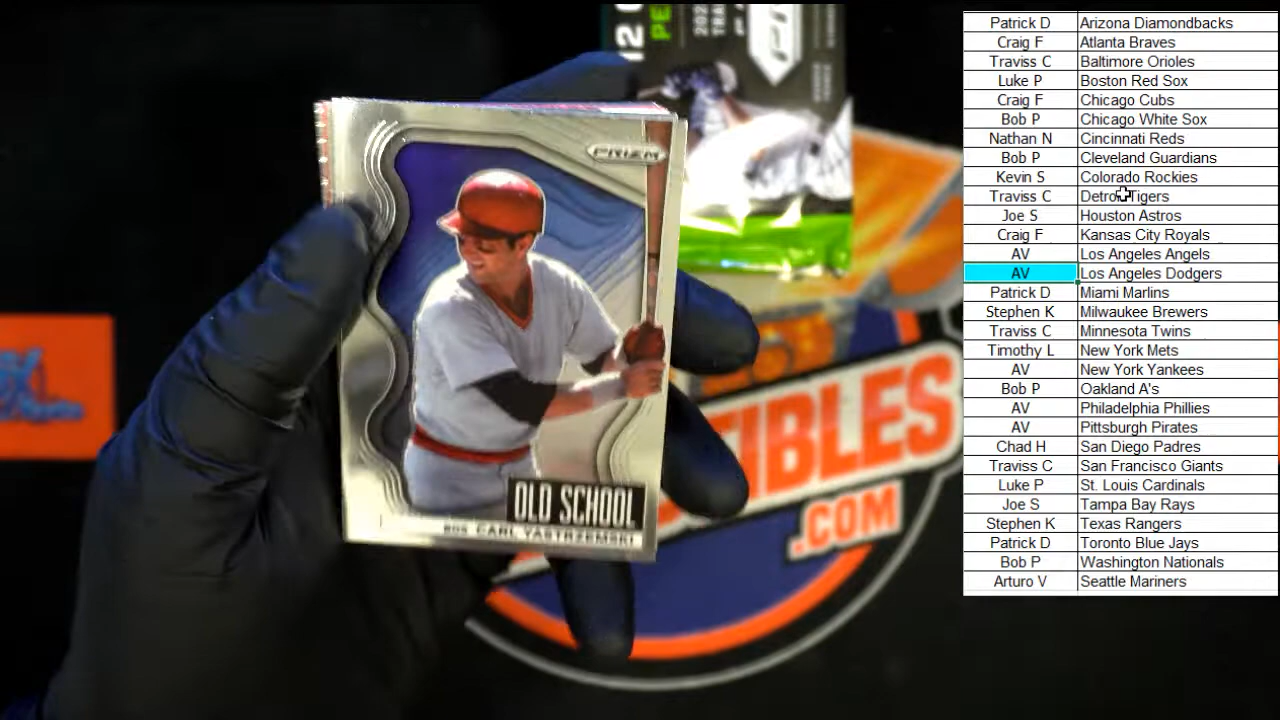 12
PE
202
PRIZM
OLD SCHOOL
BOS CARL YASTRZEMSKI
TIBLES
.COM
Patrick D Arizona Diamondbacks
Craig F Atlanta Braves
Traviss C Baltimore Orioles
Luke P Boston Red Sox
Craig F Chicago Cubs
Bob P Chicago White Sox
Nathan N Cincinnati Reds
Bob P Cleveland Guardians
Kevin S Colorado Rockies
Traviss C Detroit Tigers
Joe S Houston Astros
Craig F Kansas City Royals
AV Los Angeles Angels
AV Los Angeles Dodgers
Patrick D Miami Marlins
Stephen K Milwaukee Brewers
Traviss C Minnesota Twins
Timothy L New York Mets
AV New York Yankees
Bob P Oakland A's
AV Philadelphia Phillies
AV Pittsburgh Pirates
Chad H San Diego Padres
Traviss C San Francisco Giants
Luke P St. Louis Cardinals
Joe S Tampa Bay Rays
Stephen K Texas Rangers
Patrick D Toronto Blue Jays
Bob P Washington Nationals
Arturo V Seattle Mariners